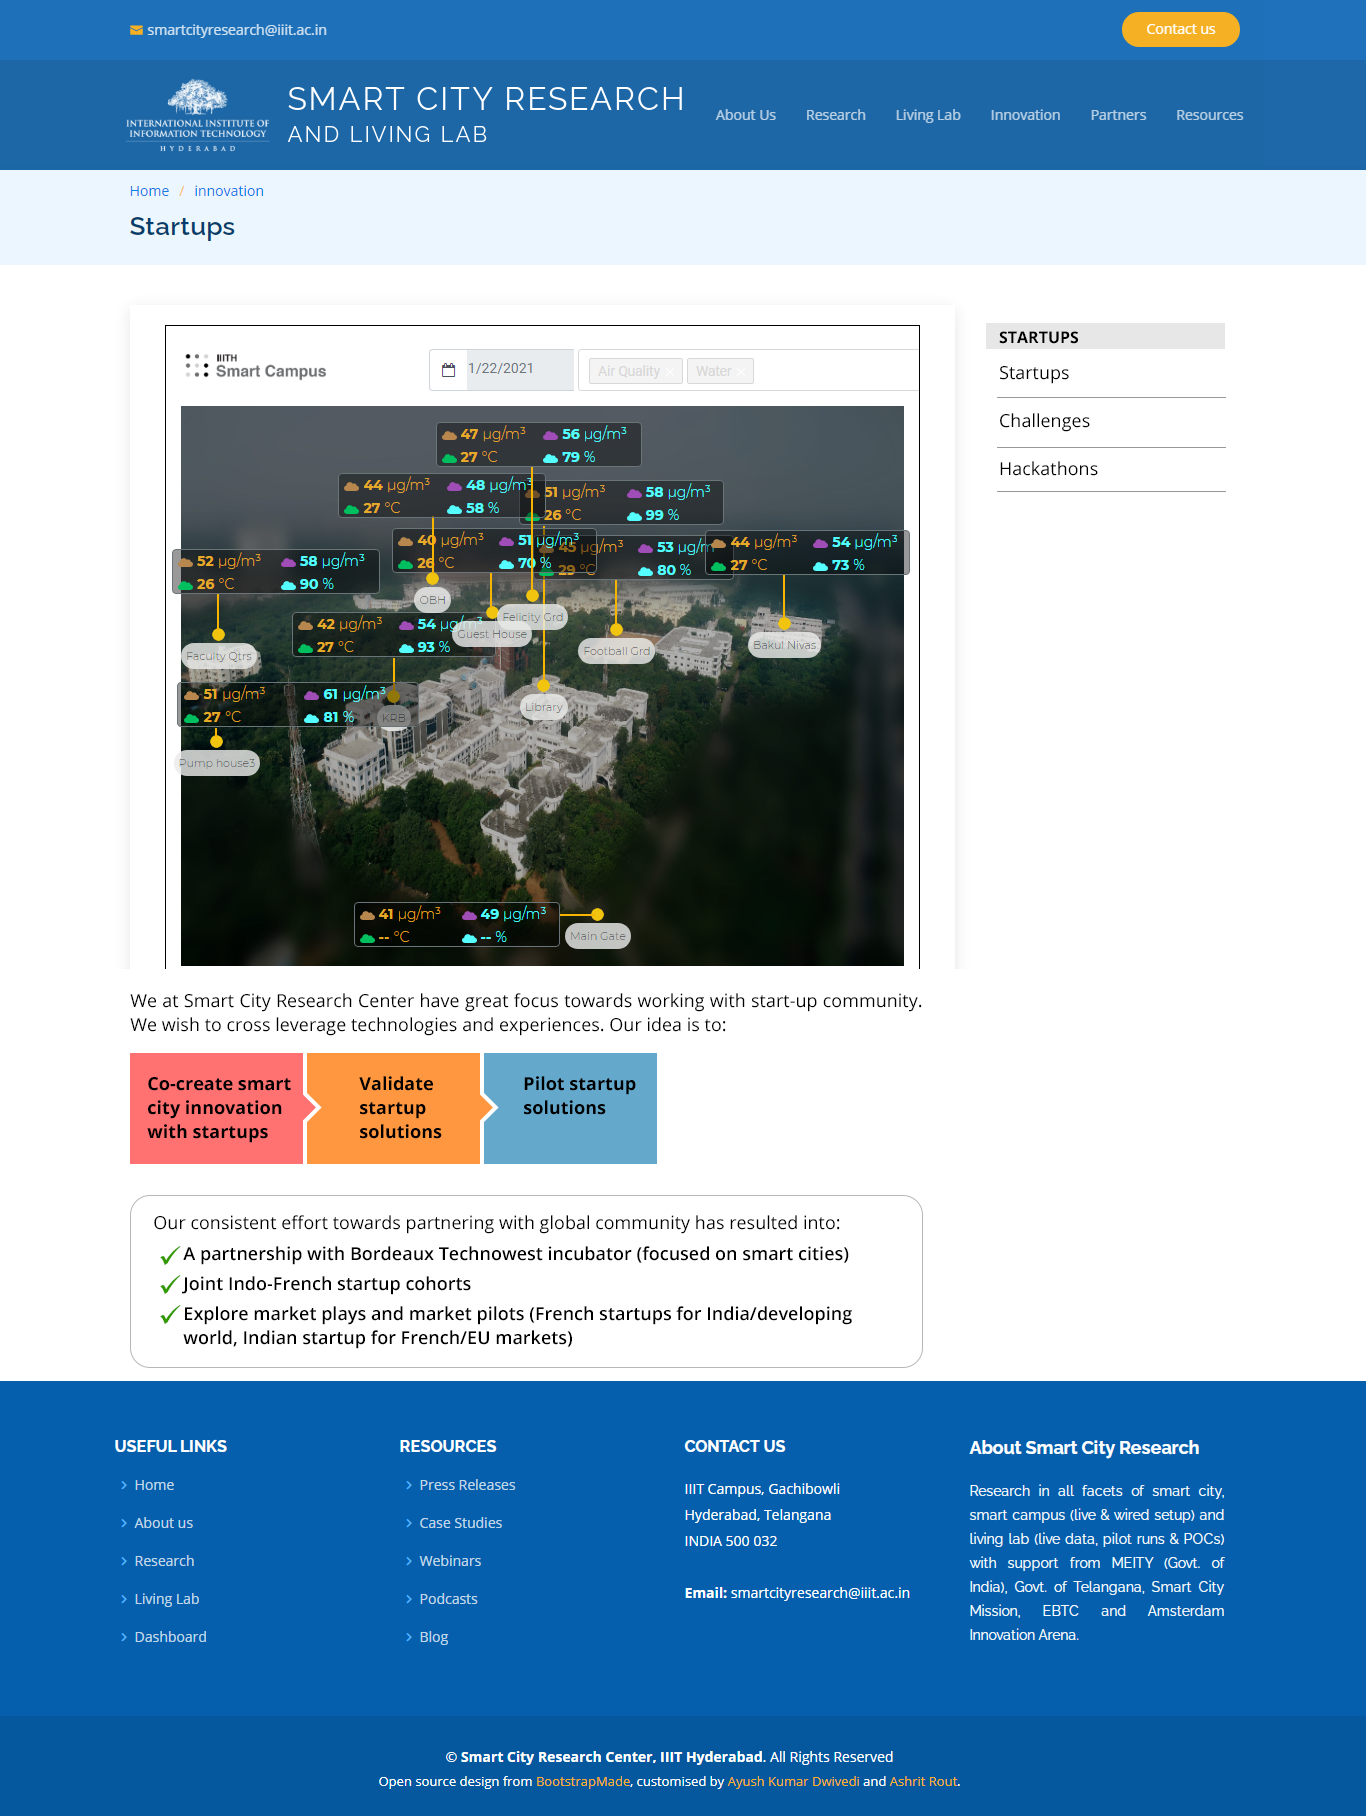 smartcityresearch@iiit.ac.in
Contact us
INTERNATIONAL INSTITUTE OF
INFORMATION TECHNOLOGY
HYDERABAD
SMART CITY RESEARCH
AND LIVING LAB
About Us
Research
Living Lab
Innovation
Partners
Resources
Home / innovation
Startups
IIITH
Smart Campus
1/22/2021
Air Quality
Water
47 µg/m³ 56 µg/m³
27 °C 79 %
44 µg/m³ 48 µg/m³
27 °C 58 %
51 µg/m³ 58 µg/m³
26 °C 99 %
40 µg/m³ 51 µg/m³
26 °C 70 %
45 µg/m³ 53 µg/m
29 °C 80 %
44 µg/m³ 54 µg/m³
27 °C 73 %
52 µg/m³ 58 µg/m³
26 °C 90 %
OBH
Felicity Grd
42 µg/m³ 54 µg/m³
27 °C 93 %
Guest House
Football Grd
Bakul Nivas
Faculty Qtrs
51 µg/m³ 61 µg/m³
27 °C 81 %
KRB
Library
Pump house3
41 µg/m³ 49 µg/m³
-- °C -- %
Main Gate
STARTUPS
Startups
Challenges
Hackathons
We at Smart City Research Center have great focus towards working with start-up community.
We wish to cross leverage technologies and experiences. Our idea is to:
Co-create smart
city innovation
with startups
Validate
startup
solutions
Pilot startup
solutions
Our consistent effort towards partnering with global community has resulted into:
A partnership with Bordeaux Technowest incubator (focused on smart cities)
Joint Indo-French startup cohorts
Explore market plays and market pilots (French startups for India/developing
world, Indian startup for French/EU markets)
USEFUL LINKS
Home
About us
Research
Living Lab
Dashboard
RESOURCES
Press Releases
Case Studies
Webinars
Podcasts
Blog
CONTACT US
IIIT Campus, Gachibowli
Hyderabad, Telangana
INDIA 500 032
Email: smartcityresearch@iiit.ac.in
About Smart City Research
Research in all facets of smart city,
smart campus (live & wired setup) and
living lab (live data, pilot runs & POCs)
with support from MEITY (Govt. of
India), Govt. of Telangana, Smart City
Mission, EBTC and Amsterdam
Innovation Arena.
© Smart City Research Center, IIIT Hyderabad. All Rights Reserved
Open source design from BootstrapMade, customised by Ayush Kumar Dwivedi and Ashrit Rout.